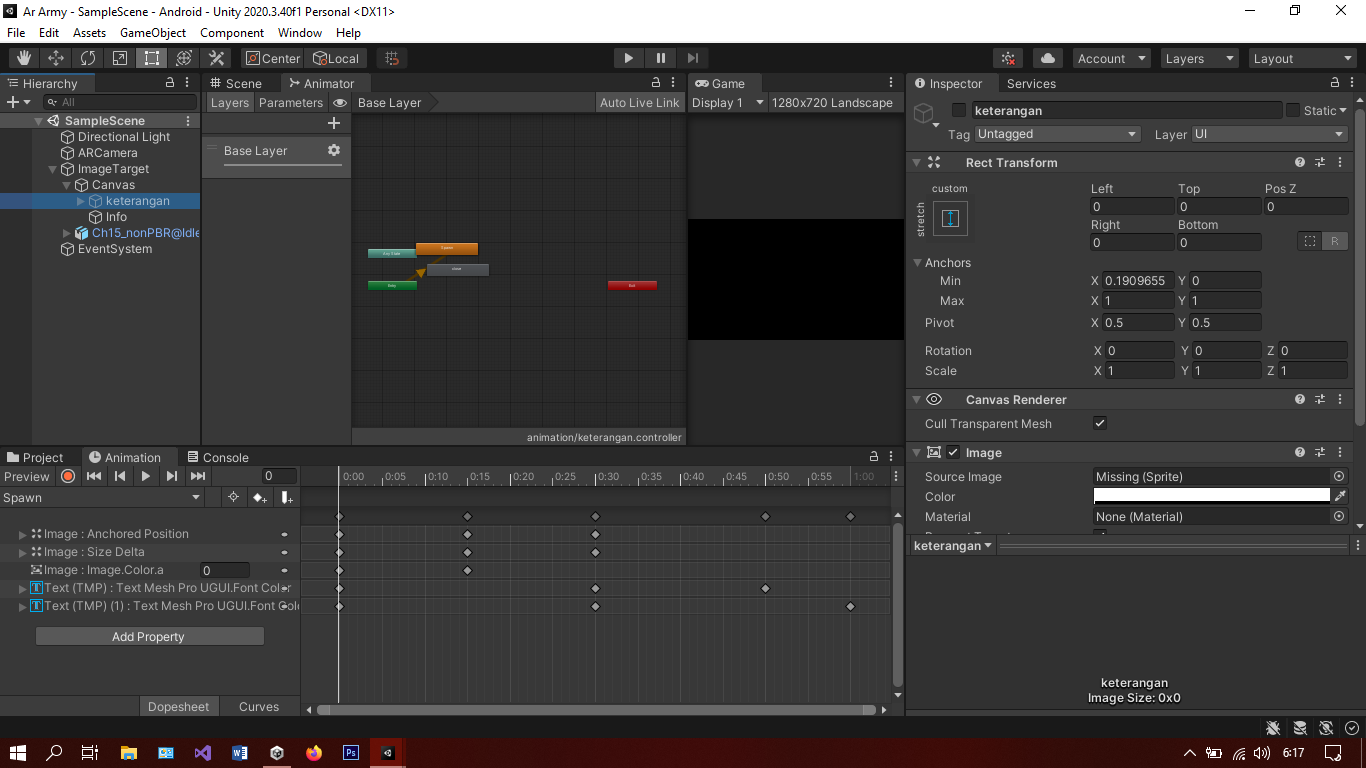 Ar Army - SampleScene - Android - Unity 2020.3.40f1 Personal <DX11>
File Edit Assets GameObject Component Window Help
Center Local Account Layers Layout
Hierarchy
All
SampleScene
Directional Light
ARCamera
ImageTarget
Canvas
keterangan
Info
Ch15_nonPBR@Idle
EventSystem
Scene Animator
Layers Parameters Base Layer Auto Live Link
Base Layer
Any State
Entry
Exit
animation/keterangan.controller
Game
Display 1 1280x720 Landscape
Inspector Services
keterangan Static
Tag Untagged Layer UI
Rect Transform
custom
stretch
Left Top Pos Z
0 0 0
Right Bottom
0 0
R
Anchors
Min X 0.1909655 Y 0
Max X 1 Y 1
Pivot X 0.5 Y 0.5
Rotation X 0 Y 0 Z 0
Scale X 1 Y 1 Z 1
Canvas Renderer
Cull Transparent Mesh
Image
Source Image Missing (Sprite)
Color
Material None (Material)
keterangan
keterangan
Image Size: 0x0
Project Animation Console
Preview 0
0:00 0:05 0:10 0:15 0:20 0:25 0:30 0:35 0:40 0:45 0:50 0:55 1:00
Spawn
Image : Anchored Position
Image : Size Delta
Image : Image.Color.a 0
Text (TMP) : Text Mesh Pro UGUI.Font Color
Text (TMP) (1) : Text Mesh Pro UGUI.Font Colo
Add Property
Dopesheet Curves
6:17